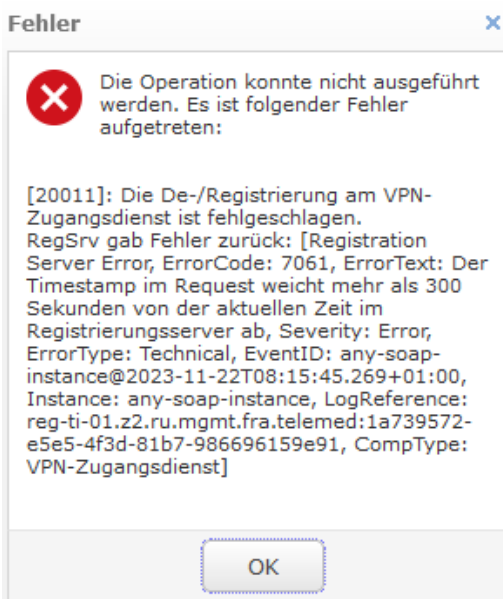 Fehler
Die Operation konnte nicht ausgeführt
werden. Es ist folgender Fehler
aufgetreten:
[20011]: Die De-/Registrierung am VPN-
Zugangsdienst ist fehlgeschlagen.
RegSrv gab Fehler zurück: [Registration
Server Error, ErrorCode: 7061, ErrorText: Der
Timestamp im Request weicht mehr als 300
Sekunden von der aktuellen Zeit im
Registrierungsserver ab, Severity: Error,
ErrorType: Technical, EventID: any-soap-
instance@2023-11-22T08:15:45.269+01:00,
Instance: any-soap-instance, LogReference:
reg-ti-01.z2.ru.mgmt.fra.telemed:1a739572-
e5e5-4f3d-81b7-986696159e91, CompType:
VPN-Zugangsdienst]
OK